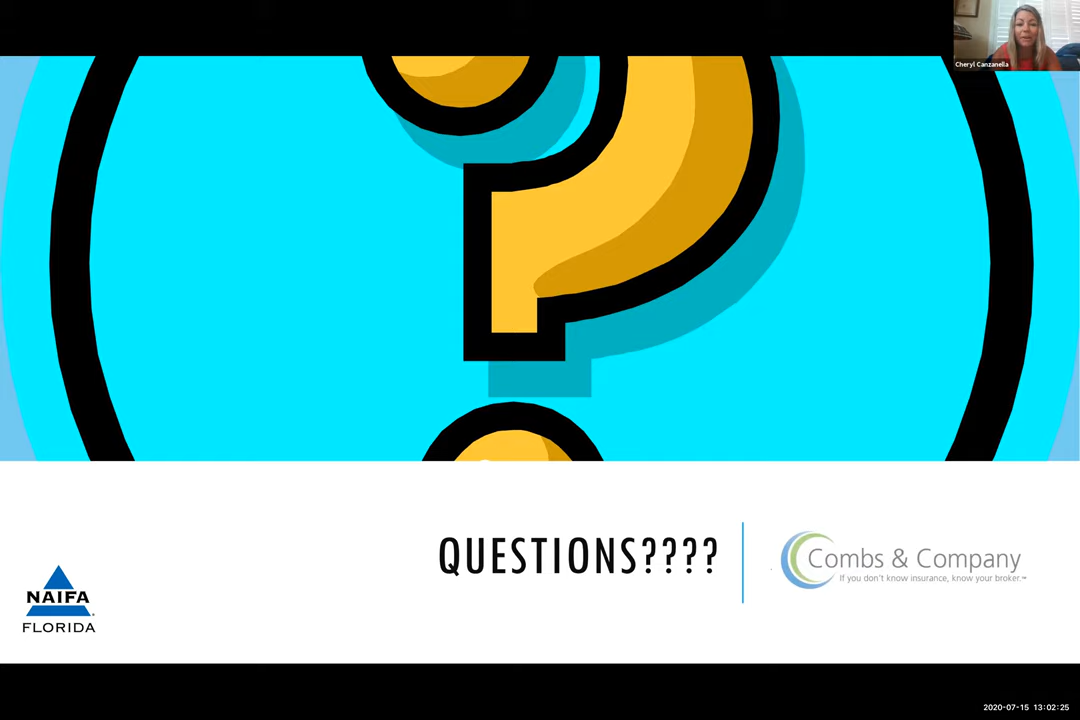 Cheryl Canzanella
QUESTIONS????
Combs & Company
If you don't know insurance, know your broker.™
NAIFA
FLORIDA
2020-07-15 13:02:25